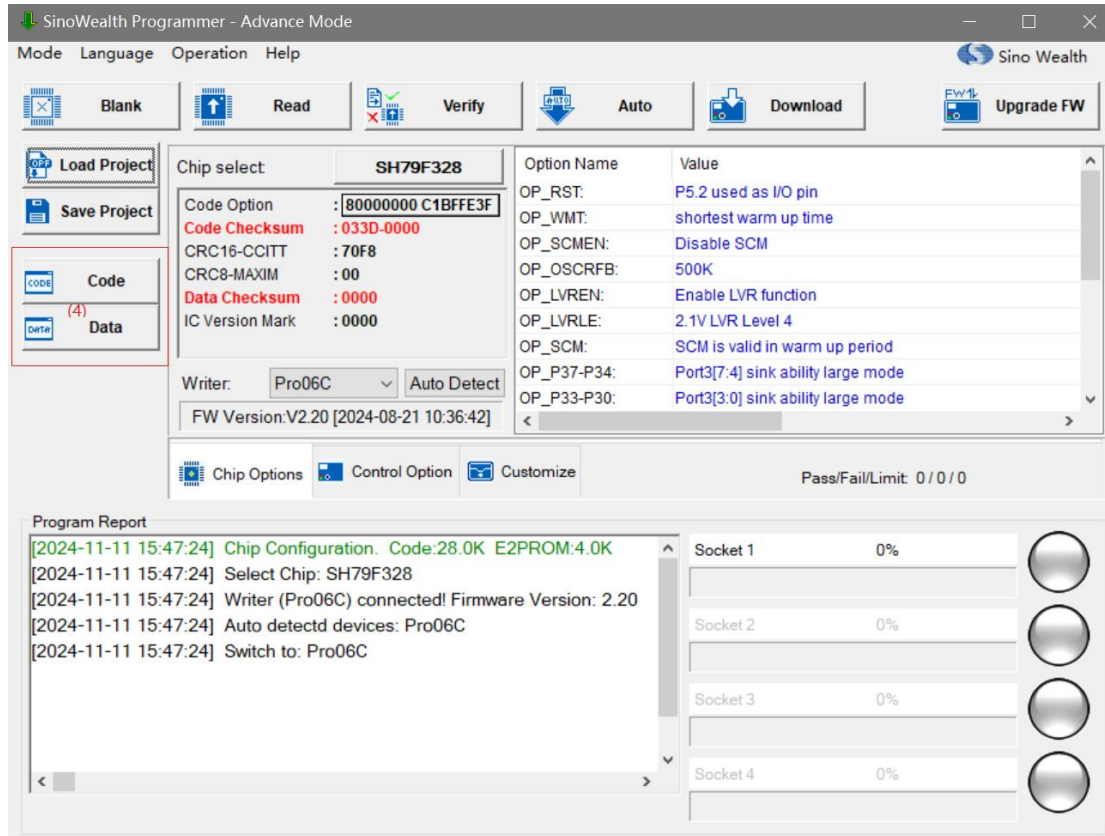 SinoWealth Programmer - Advance Mode
Mode Language Operation Help
Sino Wealth
Blank
Read
Verify
AUTO
Auto
Download
FW
Upgrade FW
OPP
Load Project
Save Project
CODE
Code
(4)
DATA
Data
Chip select:
SH79F328
Code Option : 80000000 C1BFFE3F
Code Checksum : 033D-0000
CRC16-CCITT : 70F8
CRC8-MAXIM : 00
Data Checksum : 0000
IC Version Mark : 0000
Writer: Pro06C Auto Detect
FW Version:V2.20 [2024-08-21 10:36:42]
Option Name Value
OP_RST: P5.2 used as I/O pin
OP_WMT: shortest warm up time
OP_SCMEN: Disable SCM
OP_OSCRFB: 500K
OP_LVREN: Enable LVR function
OP_LVRLE: 2.1V LVR Level 4
OP_SCM: SCM is valid in warm up period
OP_P37-P34: Port3[7:4] sink ability large mode
OP_P33-P30: Port3[3:0] sink ability large mode
Chip Options Control Option Customize
Pass/Fail/Limit: 0 / 0 / 0
Program Report
[2024-11-11 15:47:24] Chip Configuration. Code:28.0K E2PROM:4.0K
[2024-11-11 15:47:24] Select Chip: SH79F328
[2024-11-11 15:47:24] Writer (Pro06C) connected! Firmware Version: 2.20
[2024-11-11 15:47:24] Auto detectd devices: Pro06C
[2024-11-11 15:47:24] Switch to: Pro06C
Socket 1 0%
Socket 2 0%
Socket 3 0%
Socket 4 0%